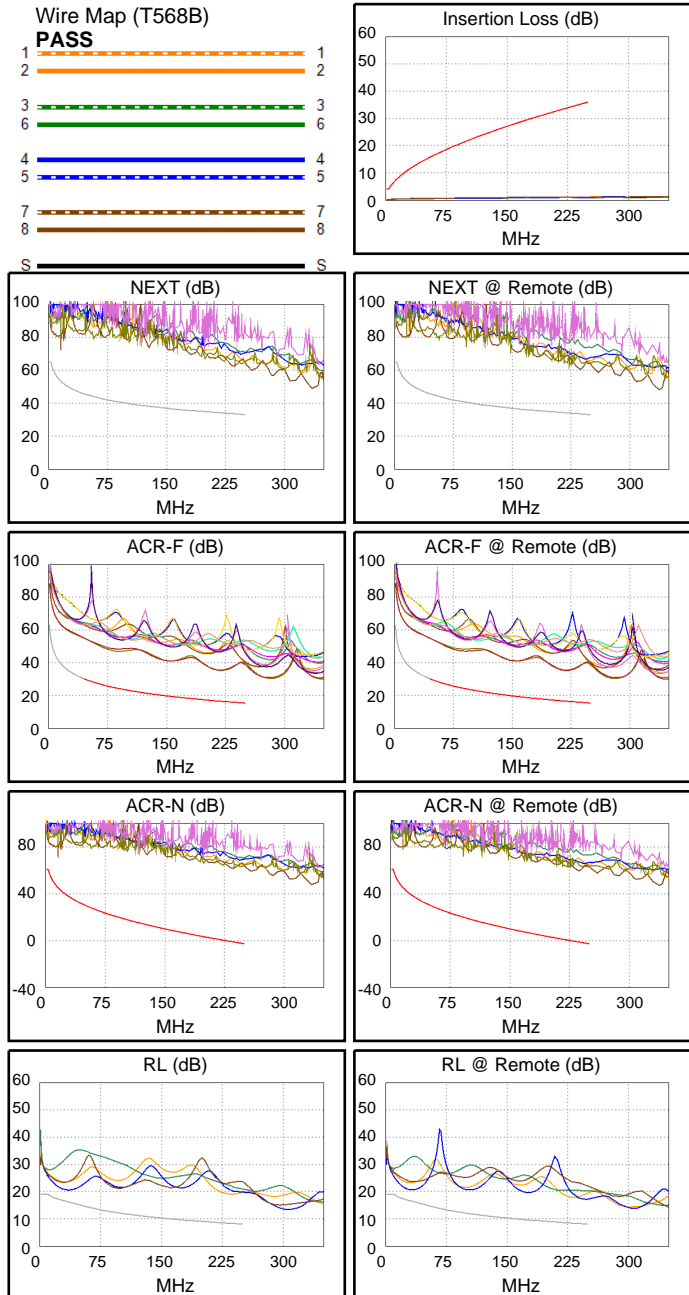 Wire Map (T568B)
PASS
1 1
2 2
3 3
6 6
4 4
5 5
7 7
8 8
S S
Insertion Loss (dB)
60
50
40
30
20
10
0
0 75 150 225 300
MHz
NEXT (dB)
100
80
60
40
20
0
0 75 150 225 300
MHz
NEXT @ Remote (dB)
100
80
60
40
20
0
0 75 150 225 300
MHz
ACR-F (dB)
100
80
60
40
20
0
0 75 150 225 300
MHz
ACR-F @ Remote (dB)
100
80
60
40
20
0
0 75 150 225 300
MHz
ACR-N (dB)
80
40
0
-40
0 75 150 225 300
MHz
ACR-N @ Remote (dB)
80
40
0
-40
0 75 150 225 300
MHz
RL (dB)
60
50
40
30
20
10
0
0 75 150 225 300
MHz
RL @ Remote (dB)
60
50
40
30
20
10
0
0 75 150 225 300
MHz